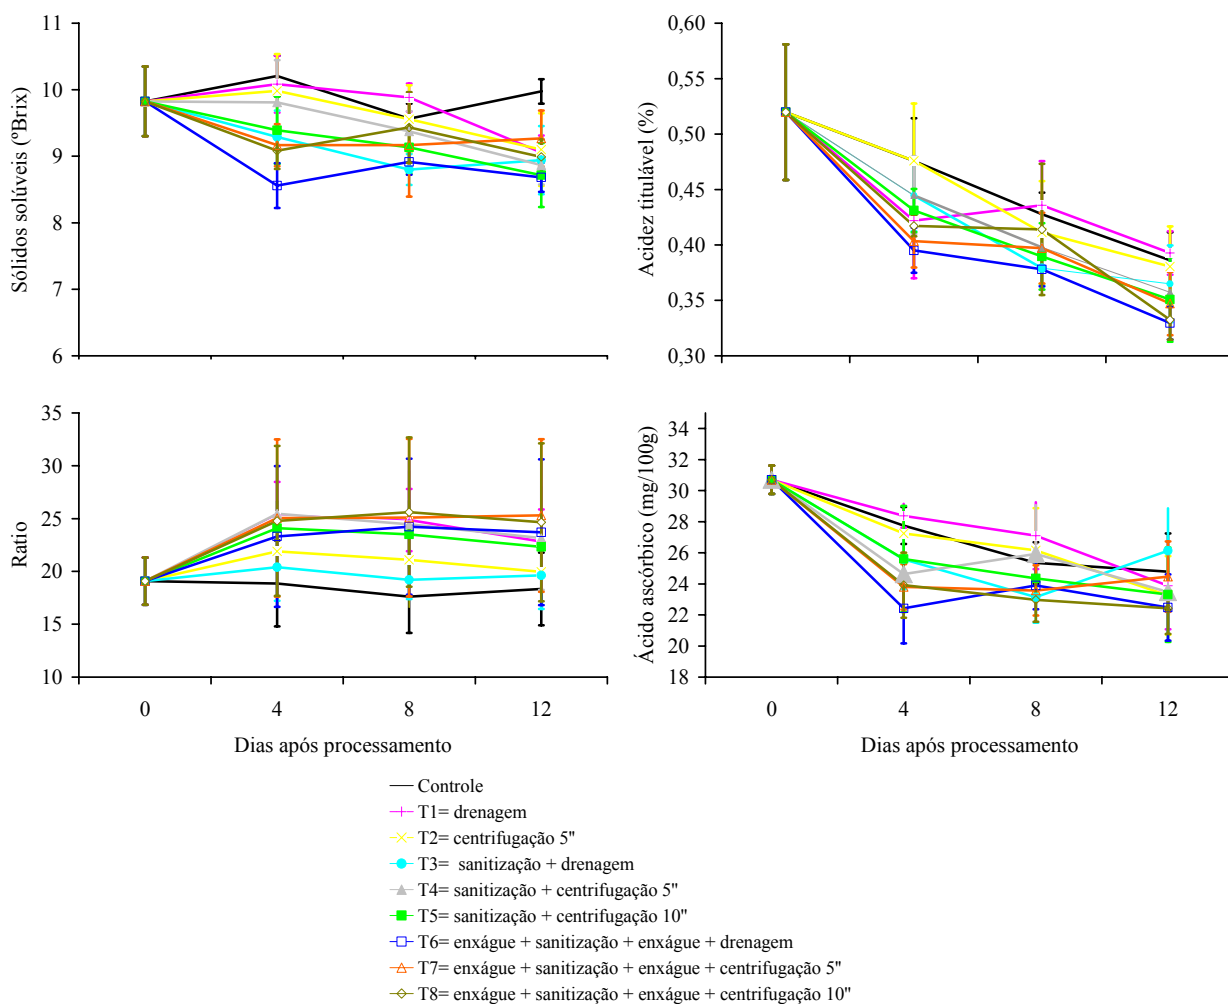 11
10
9
8
7
6
Sólidos solúveis (ºBrix)
0,60
0,55
0,50
0,45
0,40
0,35
0,30
Acidez titulável (%)
35
30
25
20
15
10
Ratio
0 4 8 12
Dias após processamento
34
32
30
28
26
24
22
20
18
Ácido ascorbico (mg/100g)
0 4 8 12
Dias após processamento
Controle
T1= drenagem
T2= centrifugação 5"
T3= sanitização + drenagem
T4= sanitização + centrifugação 5"
T5= sanitização + centrifugação 10"
T6= enxágue + sanitização + enxágue + drenagem
T7= enxágue + sanitização + enxágue + centrifugação 5"
T8= enxágue + sanitização + enxágue + centrifugação 10"